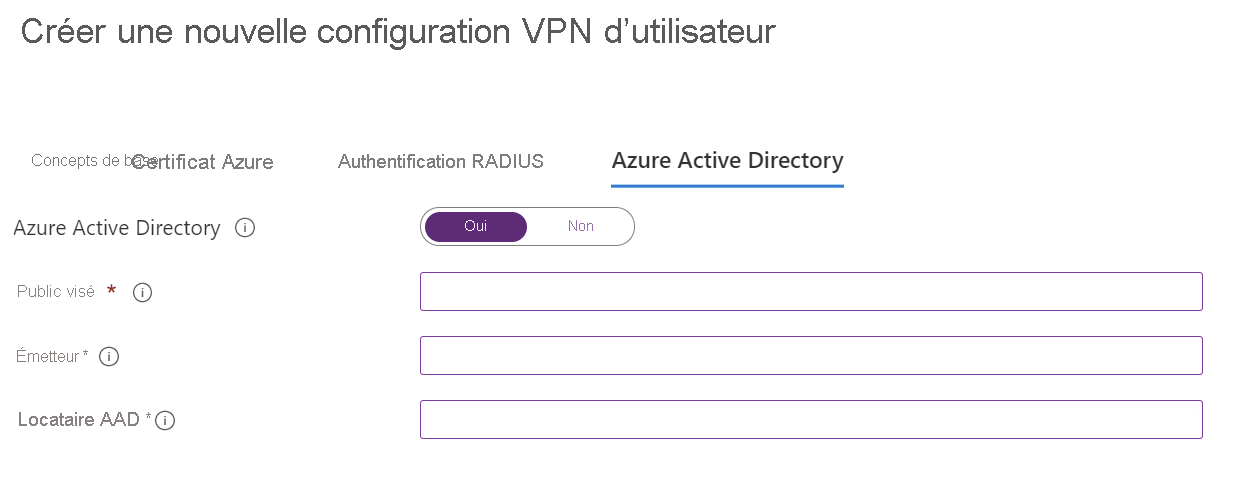 Créer une nouvelle configuration VPN d’utilisateur
Concepts de base Certificat Azure Authentification RADIUS Azure Active Directory
Azure Active Directory Oui Non
Public visé *
Émetteur *
Locataire AAD *